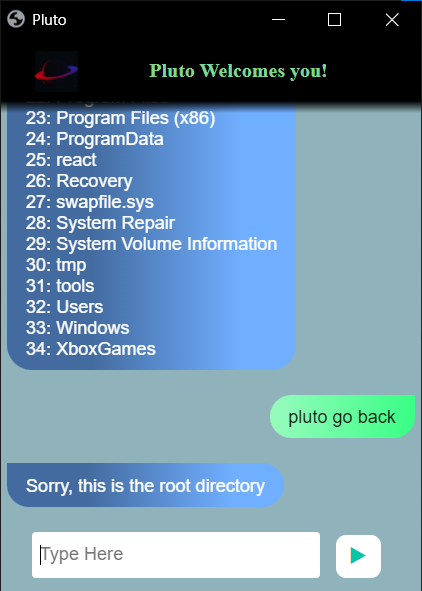 Pluto
Pluto Welcomes you!
23: Program Files (x86)
24: ProgramData
25: react
26: Recovery
27: swapfile.sys
28: System Repair
29: System Volume Information
30: tmp
31: tools
32: Users
33: Windows
34: XboxGames
pluto go back
Sorry, this is the root directory
Type Here